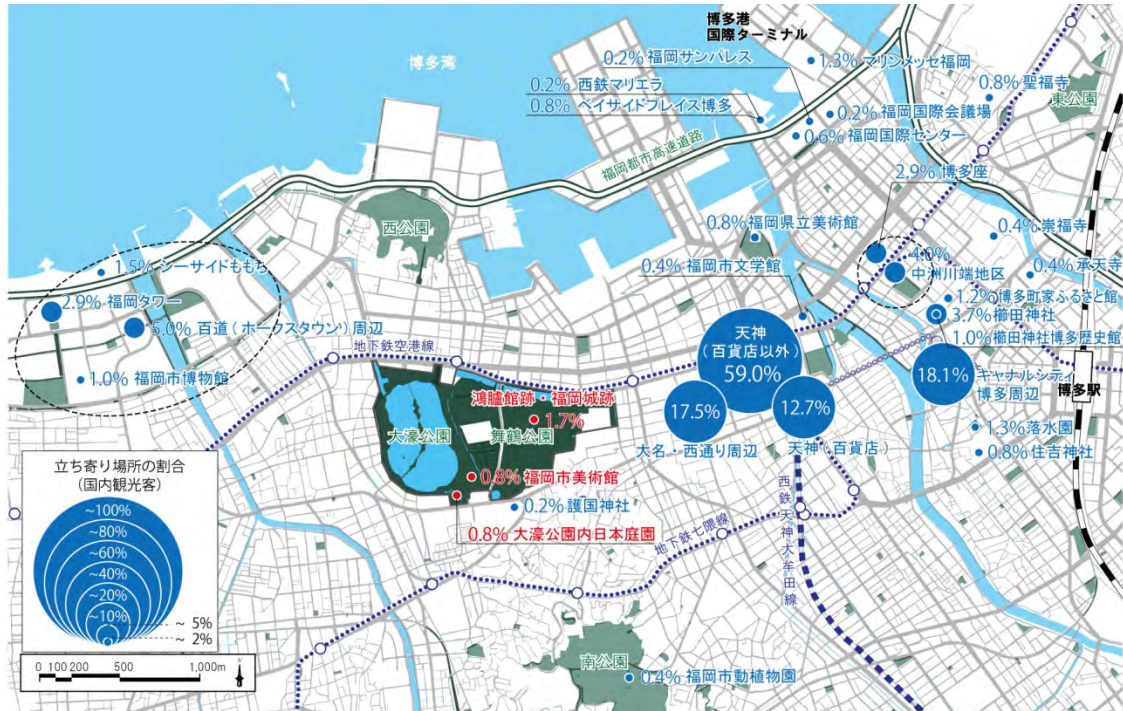 博多港
国際ターミナル
博多湾
0.2% 福岡サンパレス
1.3% マリンメッセ福岡
0.2% 西鉄マリエラ
0.8% 聖福寺
0.8% ベイサイドプレイス博多
東公園
0.2% 福岡国際会議場
0.6% 福岡国際センター
福岡都市高速道路
2.9% 博多座
西公園
0.8% 福岡県立美術館
0.4% 崇福寺
4.0%
中洲川端地区
0.4% 承天寺
0.4% 福岡市文学館
1.5% シーサイドももち
1.2% 博多町家ふるさと館
2.9% 福岡タワー
3.7% 櫛田神社
5.0% 百道(ホークスタウン)周辺
1.0% 櫛田神社博多歴史館
地下鉄空港線
天神
(百貨店以外)
59.0%
1.0% 福岡市博物館
18.1%
キャナルシティ
博多周辺
博多駅
鴻臚館跡・福岡城跡
1.7%
大濠公園
舞鶴公園
17.5%
12.7%
大名・西通り周辺
天神(百貨店)
1.3% 落水園
0.8% 住吉神社
0.8% 福岡市美術館
0.2% 護国神社
0.8% 大濠公園内日本庭園
地下鉄七隈線
西鉄天神大牟田線
南公園
0.4% 福岡市動植物園
立ち寄り場所の割合
(国内観光客)
~100%
~80%
~60%
~40%
~20%
~10%
~ 5%
~ 2%
0 100 200 500 1,000m